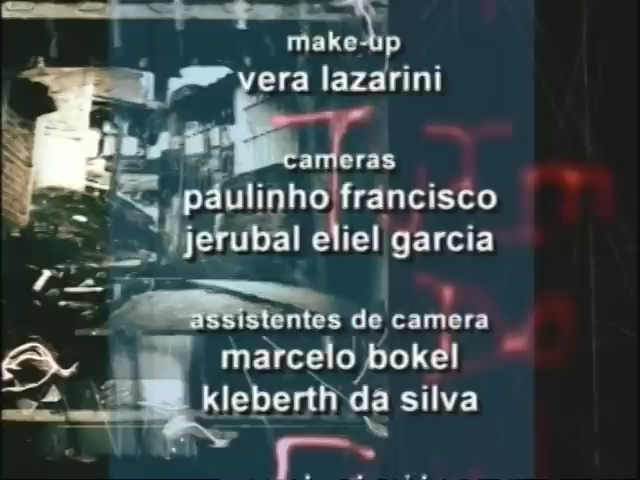 make-up
vera lazarini
cameras
paulinho francisco
jerubal eliel garcia
assistentes de camera
marcelo bokel
kleberth da silva